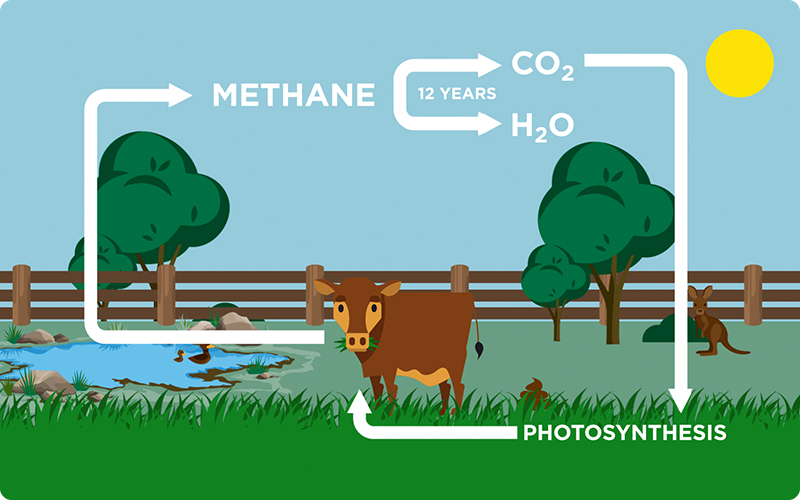 METHANE
12 YEARS
CO₂
H₂O
PHOTOSYNTHESIS